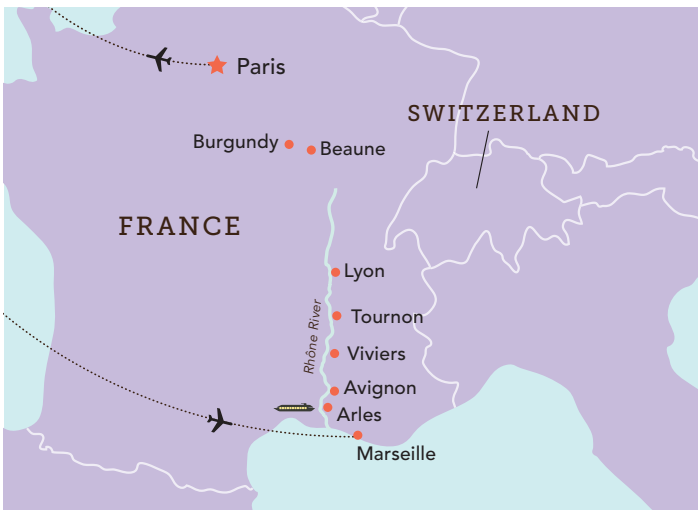 Paris
SWITZERLAND
Burgundy
Beaune
FRANCE
Lyon
Rhône River
Tournon
Viviers
Avignon
Arles
Marseille